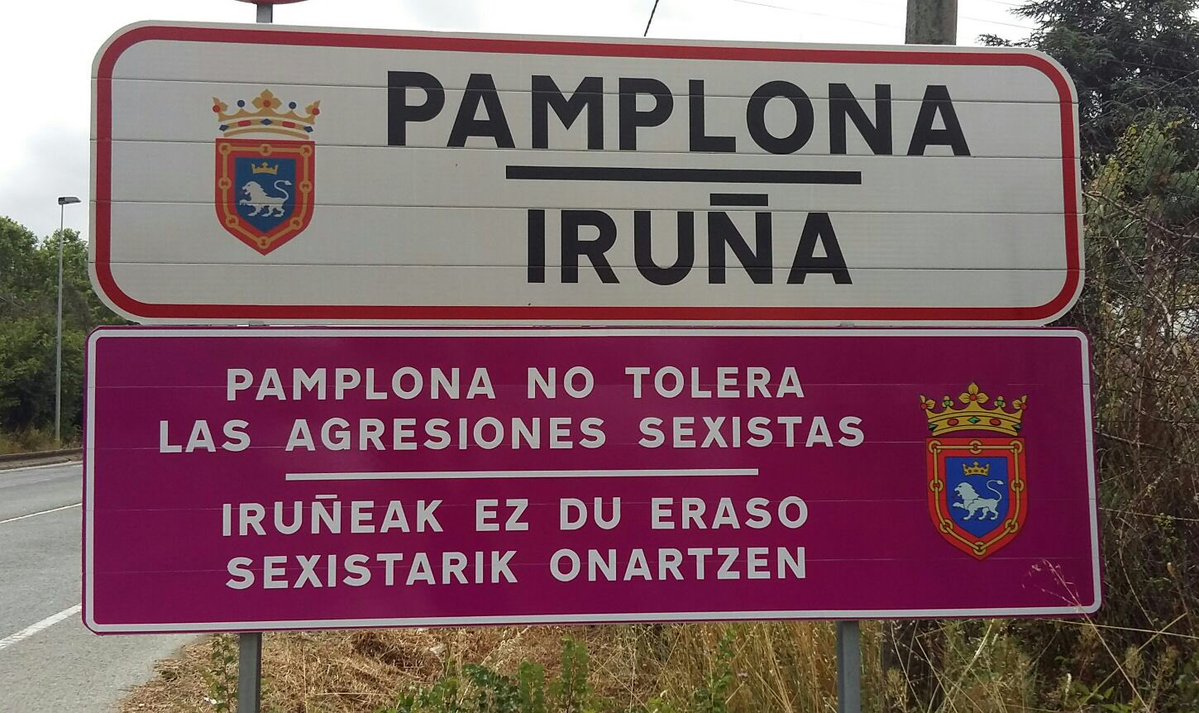 PAMPLONA
IRUÑA
PAMPLONA NO TOLERA
LAS AGRESIONES SEXISTAS
IRUÑEAK EZ DU ERASO
SEXISTARIK ONARTZEN